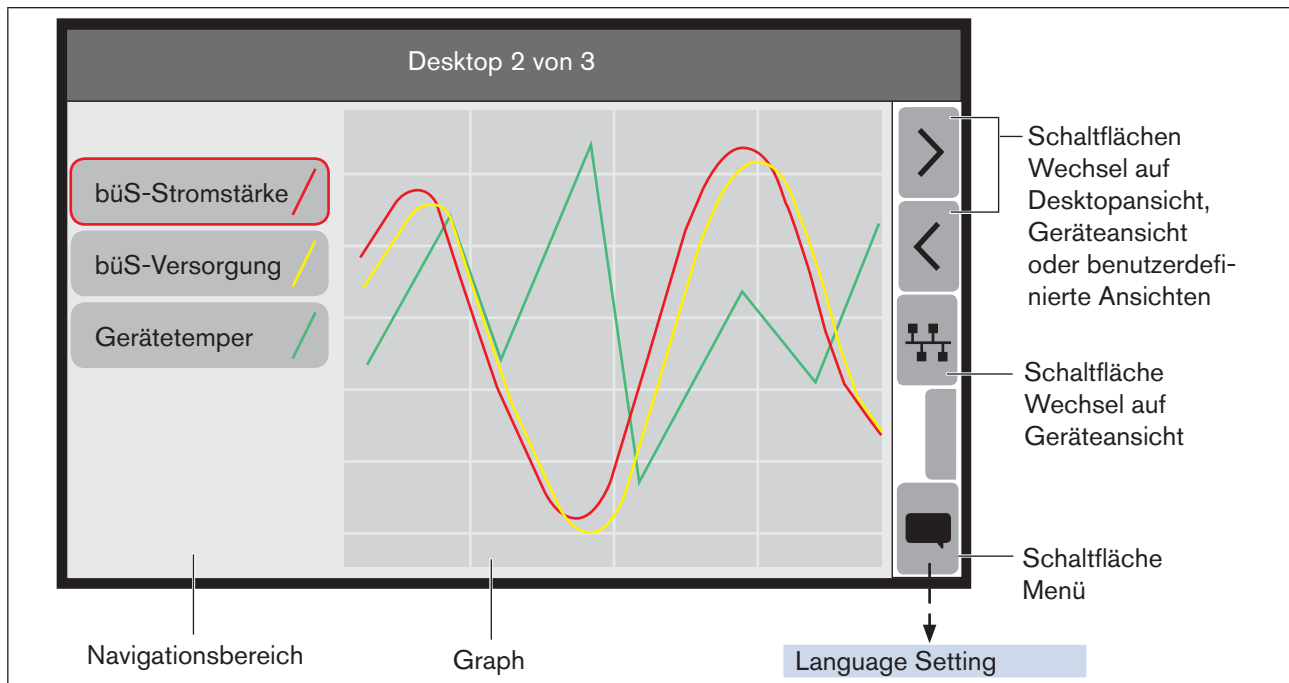 Desktop 2 von 3
büS-Stromstärke
büS-Versorgung
Gerätetemper
Schaltflächen
Wechsel auf
Desktopansicht,
Geräteansicht
oder benutzerdefi-
nierte Ansichten
Schaltfläche
Wechsel auf
Geräteansicht
Schaltfläche
Menü
Navigationsbereich
Graph
Language Setting